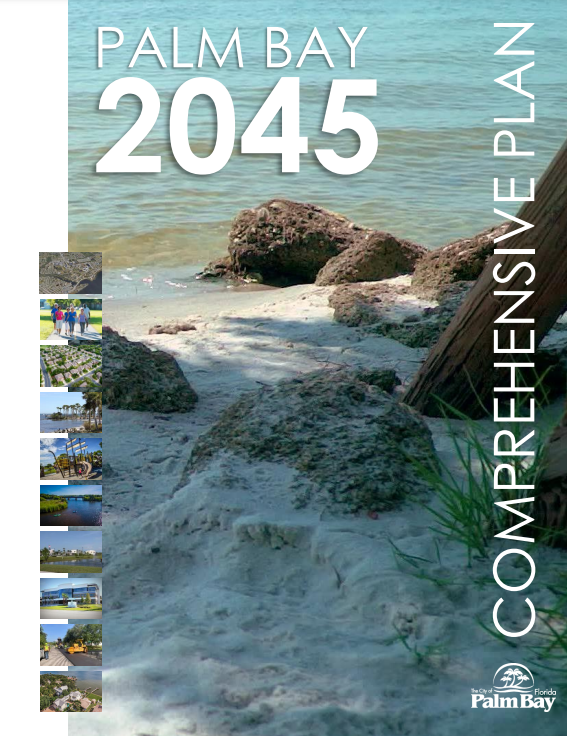 PALM BAY
2045
COMPREHENSIVE PLAN
The City of
Florida
Palm Bay